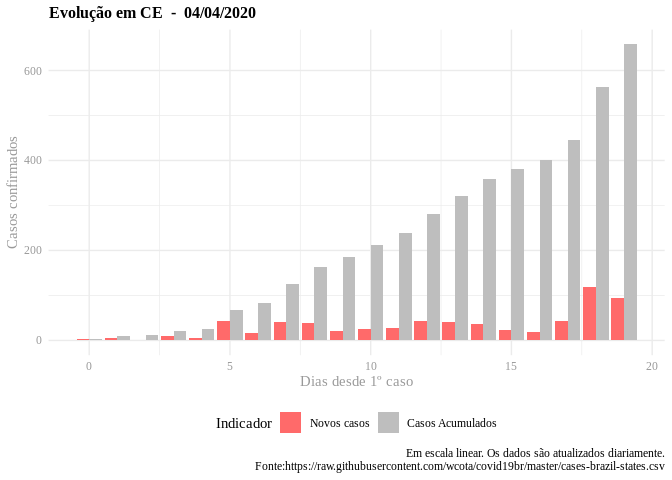 Evolução em CE  -  04/04/2020
Casos confirmados
600
400
200
0
0 5 10 15 20
Dias desde 1º caso
Indicador Novos casos Casos Acumulados
Em escala linear. Os dados são atualizados diariamente.
Fonte:https://raw.githubusercontent.com/wcota/covid19br/master/cases-brazil-states.csv